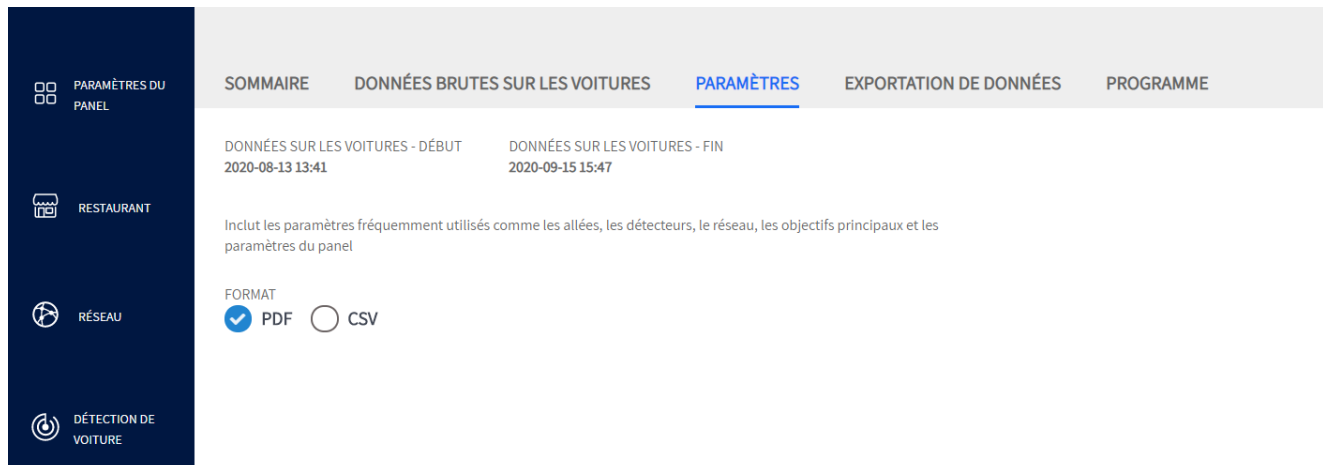 PARAMÈTRES DU
PANEL
RESTAURANT
RÉSEAU
DÉTECTION DE
VOITURE
SOMMAIRE DONNÉES BRUTES SUR LES VOITURES PARAMÈTRES EXPORTATION DE DONNÉES PROGRAMME
DONNÉES SUR LES VOITURES - DÉBUT DONNÉES SUR LES VOITURES - FIN
2020-08-13 13:41 2020-09-15 15:47
Inclut les paramètres fréquemment utilisés comme les allées, les détecteurs, le réseau, les objectifs principaux et les
paramètres du panel
FORMAT
PDF CSV